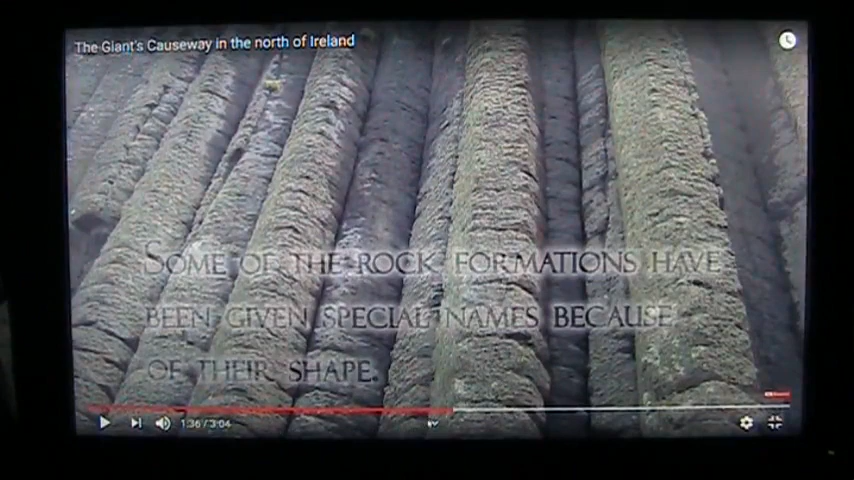 The Giant's Causeway in the north of Ireland
SOME OF THE ROCK FORMATIONS HAVE
BEEN GIVEN SPECIAL NAMES BECAUSE
OF THEIR SHAPE.
1:36 / 3:04